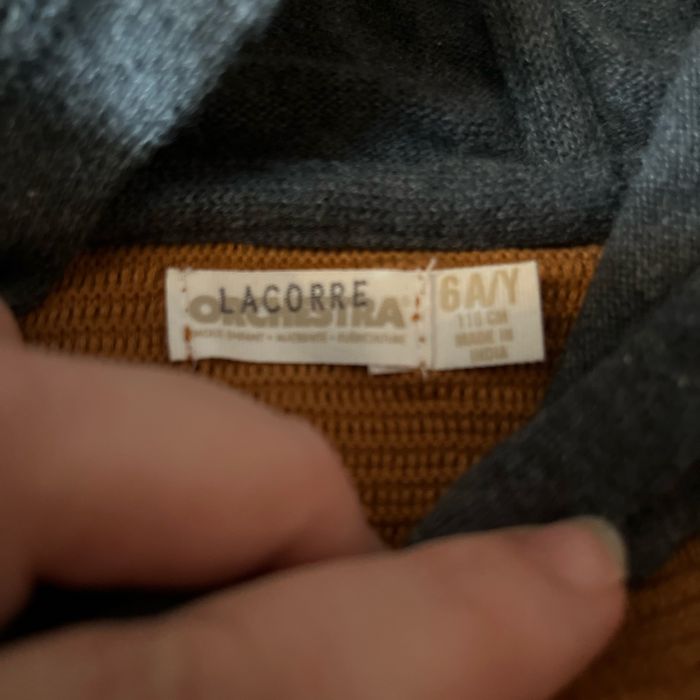 LACORRE
ORCHESTRA
6A/Y
116 CM
MADE IN
INDIA